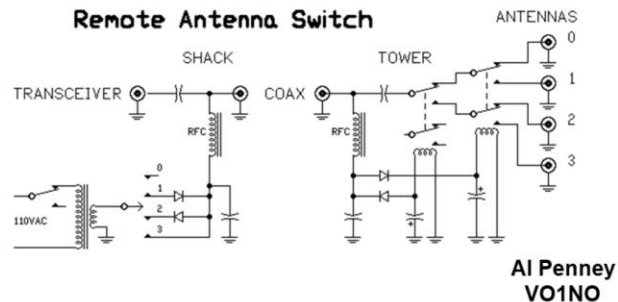 Remote Antenna Switch
ANTENNAS
SHACK
TOWER
TRANSCEIVER
COAX
RFC
RFC
0
1
2
3
110VAC
0
1
2
3
+
+
Al Penney
VO1NO